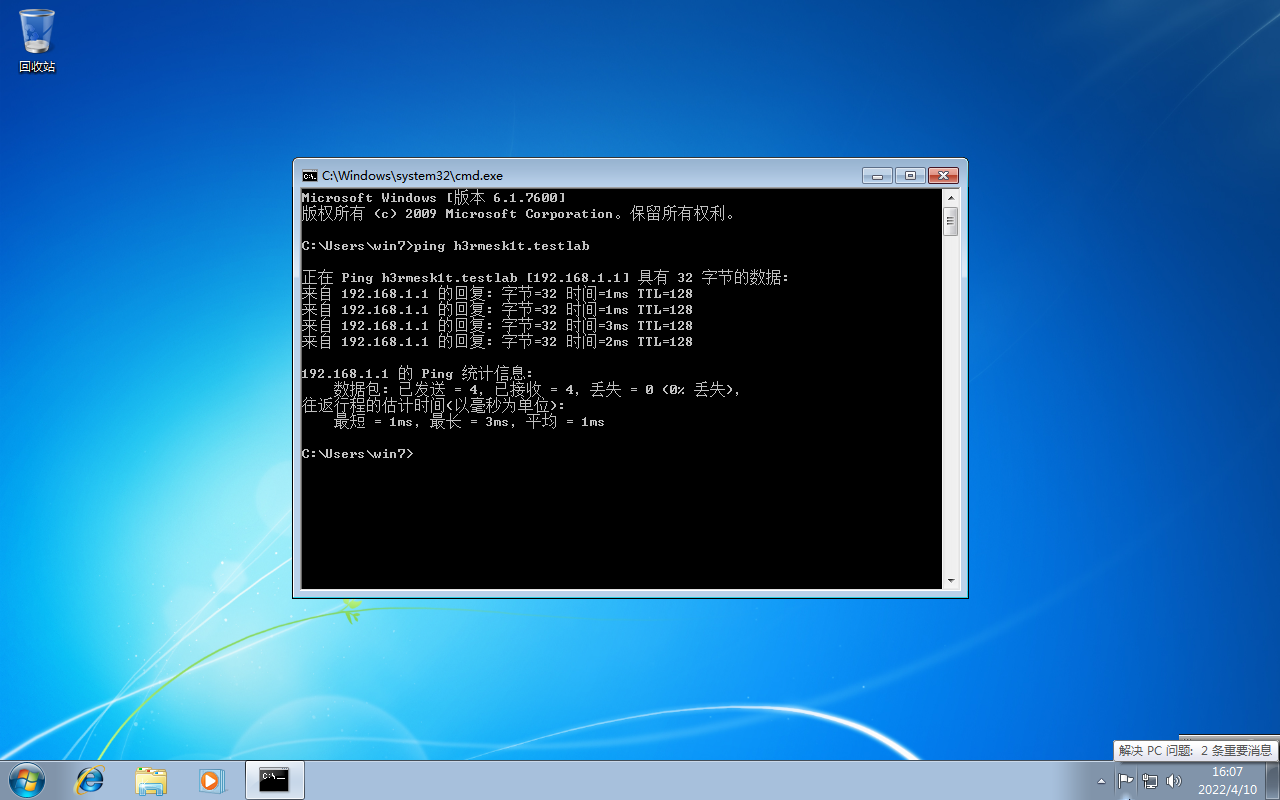 回收站
C:\Windows\system32\cmd.exe
Microsoft Windows [版本 6.1.7600]
版权所有 (c) 2009 Microsoft Corporation。保留所有权利。
C:\Users\win7>ping h3rmesk1t.testlab
正在 Ping h3rmesk1t.testlab [192.168.1.1] 具有 32 字节的数据:
来自 192.168.1.1 的回复: 字节=32 时间=1ms TTL=128
来自 192.168.1.1 的回复: 字节=32 时间=1ms TTL=128
来自 192.168.1.1 的回复: 字节=32 时间=3ms TTL=128
来自 192.168.1.1 的回复: 字节=32 时间=2ms TTL=128
192.168.1.1 的 Ping 统计信息:
数据包: 已发送 = 4, 已接收 = 4, 丢失 = 0 (0% 丢失),
往返行程的估计时间(以毫秒为单位):
最短 = 1ms, 最长 = 3ms, 平均 = 1ms
C:\Users\win7>
解决 PC 问题: 2 条重要消息
16:07
2022/4/10